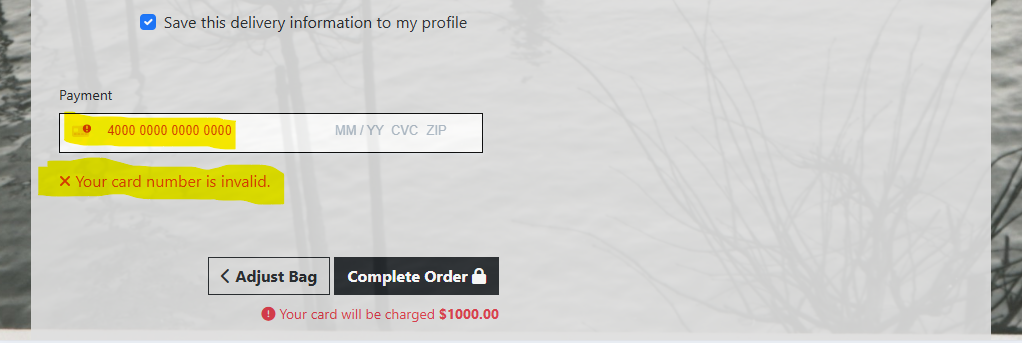 Save this delivery information to my profile
Payment
4000 0000 0000 0000 MM / YY CVC ZIP
Your card number is invalid.
Adjust Bag Complete Order
Your card will be charged $1000.00